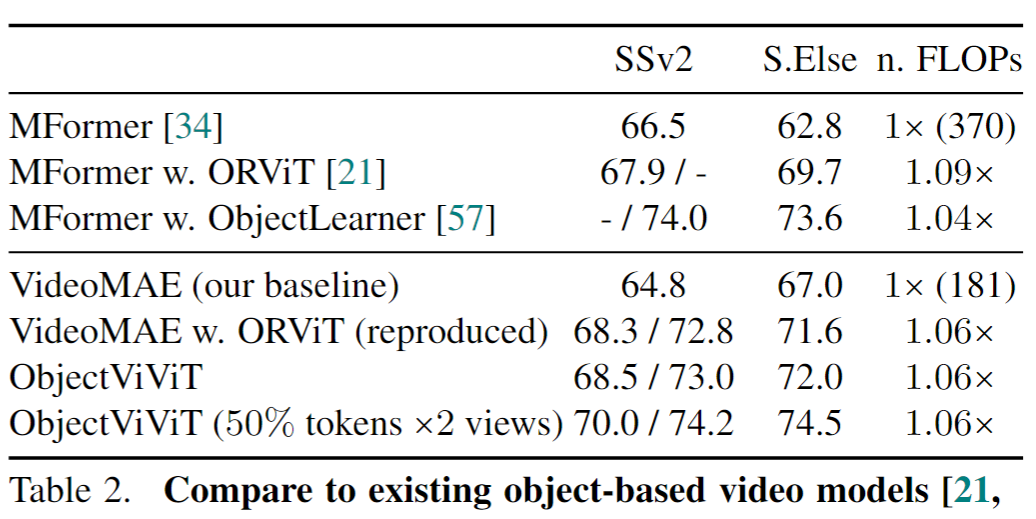 SSv2 S.Else n. FLOPs
MFormer [34] 66.5 62.8 1× (370)
MFormer w. ORViT [21] 67.9 / - 69.7 1.09×
MFormer w. ObjectLearner [57] - / 74.0 73.6 1.04×
VideoMAE (our baseline) 64.8 67.0 1× (181)
VideoMAE w. ORViT (reproduced) 68.3 / 72.8 71.6 1.06×
ObjectViViT 68.5 / 73.0 72.0 1.06×
ObjectViViT (50% tokens ×2 views) 70.0 / 74.2 74.5 1.06×
Table 2. Compare to existing object-based video models [21,